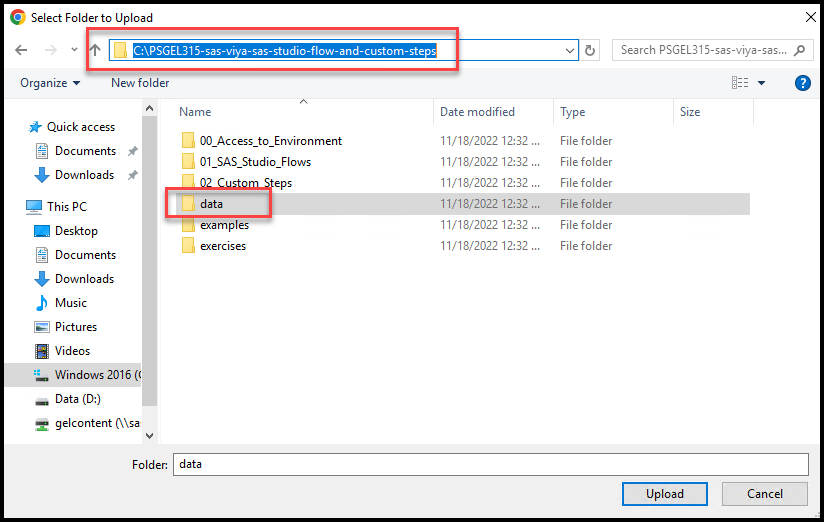 Select Folder to Upload
C:\PSGEL315-sas-viya-sas-studio-flow-and-custom-steps
Search PSGEL315-sas-viya-sas...
Organize
New folder
?
Name
Date modified
Type
Size
Quick access
Documents
Downloads
This PC
Desktop
Documents
Downloads
Music
Pictures
Videos
Windows 2016 (C
Data (D:)
gelcontent (\\sas
00_Access_to_Environment 11/18/2022 12:32 ... File folder
01_SAS_Studio_Flows 11/18/2022 12:32 ... File folder
02_Custom_Steps 11/18/2022 12:32 ... File folder
data 11/18/2022 12:32 ... File folder
examples 11/18/2022 12:32 ... File folder
exercises 11/18/2022 12:32 ... File folder
Folder: data
Upload
Cancel